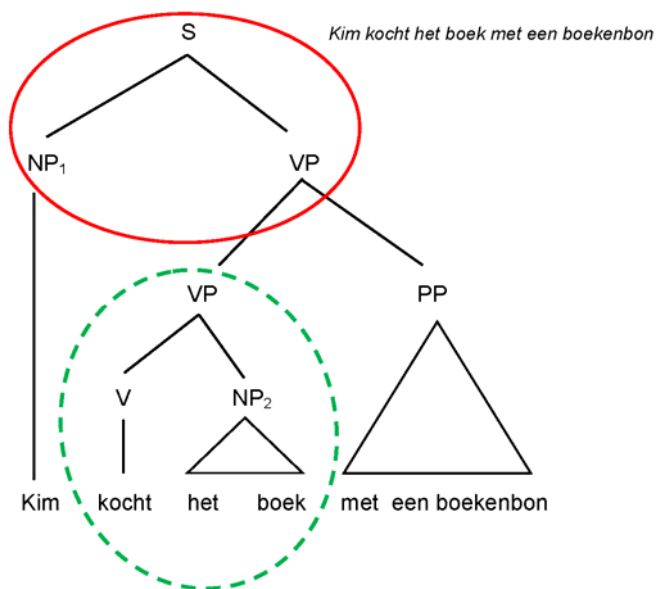 S
Kim kocht het boek met een boekenbon
NP₁ VP
VP PP
V NP₂
Kim kocht het boek met een boekenbon